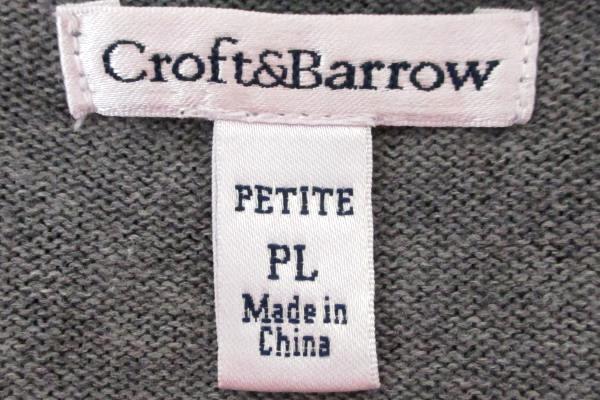 Croft&Barrow
PETITE
PL
Made in
China